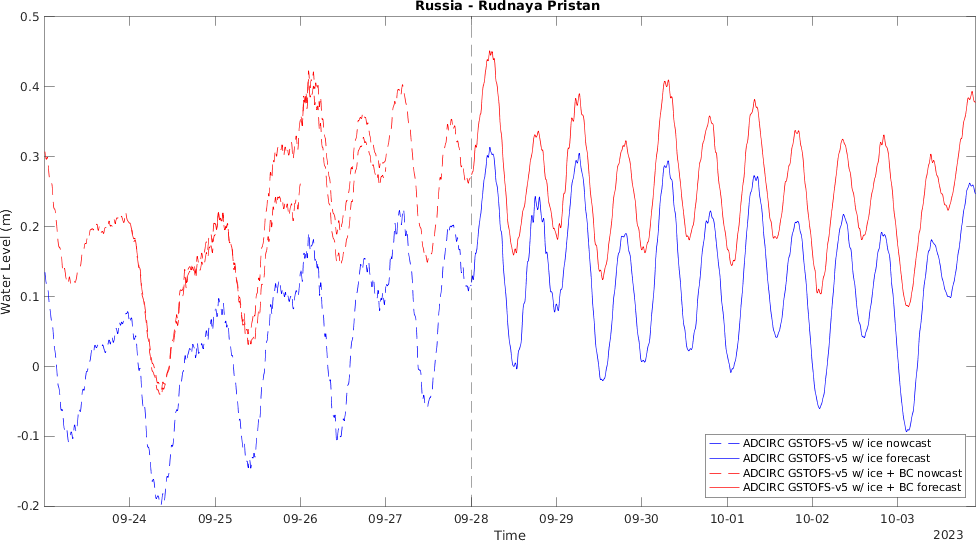 Russia - Rudnaya Pristan
0.5
0.4
0.3
0.2
0.1
0
-0.1
-0.2
Water Level (m)
ADCIRC GSTOFS-v5 w/ ice nowcast
ADCIRC GSTOFS-v5 w/ ice forecast
ADCIRC GSTOFS-v5 w/ ice + BC nowcast
ADCIRC GSTOFS-v5 w/ ice + BC forecast
09-24 09-25 09-26 09-27 09-28 09-29 09-30 10-01 10-02 10-03
Time
2023